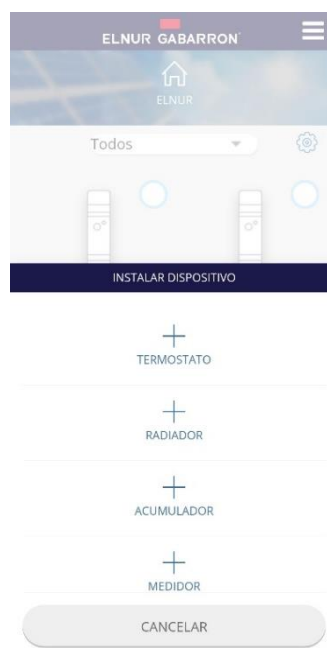 ELNUR GABARRON
ELNUR
Todos
INSTALAR DISPOSITIVO
TERMOSTATO
RADIADOR
ACUMULADOR
MEDIDOR
CANCELAR